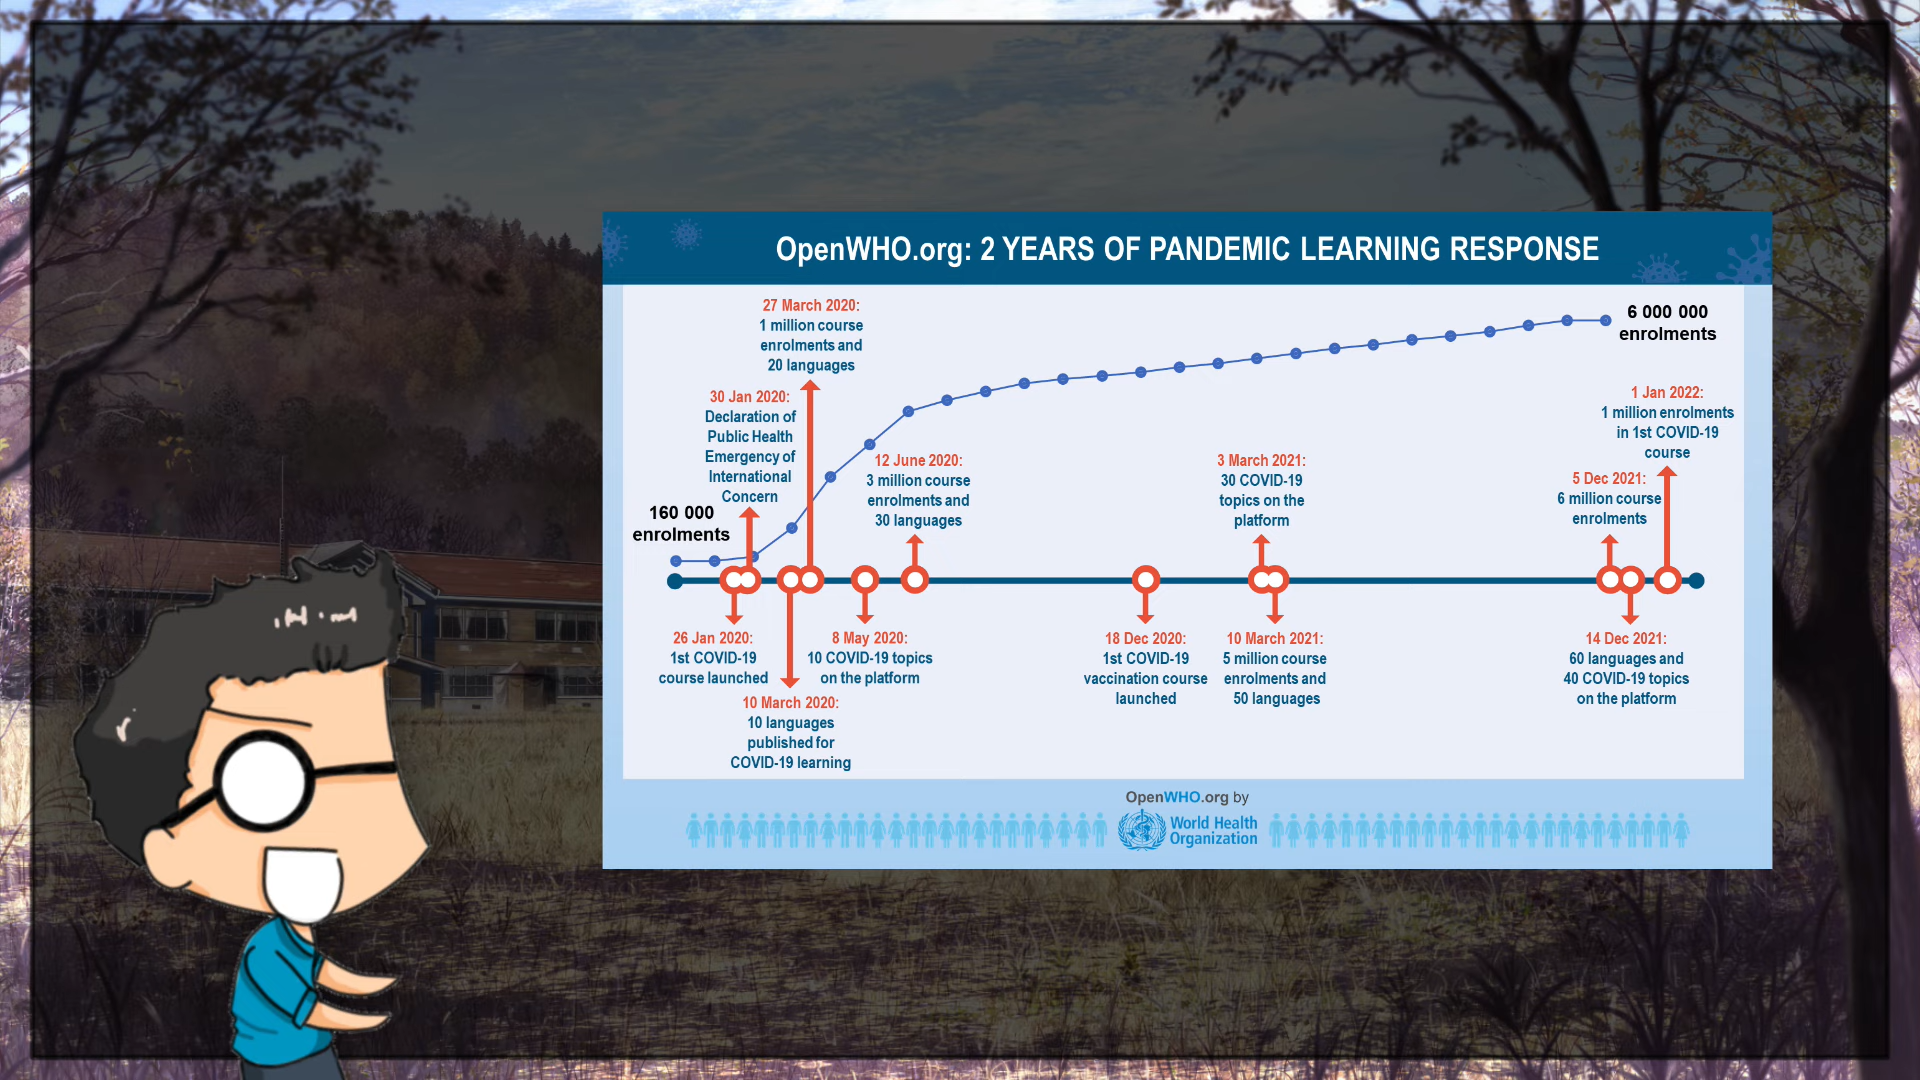 OpenWHO.org: 2 YEARS OF PANDEMIC LEARNING RESPONSE
27 March 2020:
1 million course
enrolments and
20 languages
6 000 000
enrolments
30 Jan 2020:
Declaration of
Public Health
Emergency of
International
Concern
1 Jan 2022:
1 million enrolments
in 1st COVID-19
course
12 June 2020:
3 million course
enrolments and
30 languages
3 March 2021:
30 COVID-19
topics on the
platform
5 Dec 2021:
6 million course
enrolments
160 000
enrolments
26 Jan 2020:
1st COVID-19
course launched
8 May 2020:
10 COVID-19 topics
on the platform
18 Dec 2020:
1st COVID-19
vaccination course
launched
10 March 2021:
5 million course
enrolments and
50 languages
14 Dec 2021:
60 languages and
40 COVID-19 topics
on the platform
10 March 2020:
10 languages
published for
COVID-19 learning
OpenWHO.org by
World Health
Organization